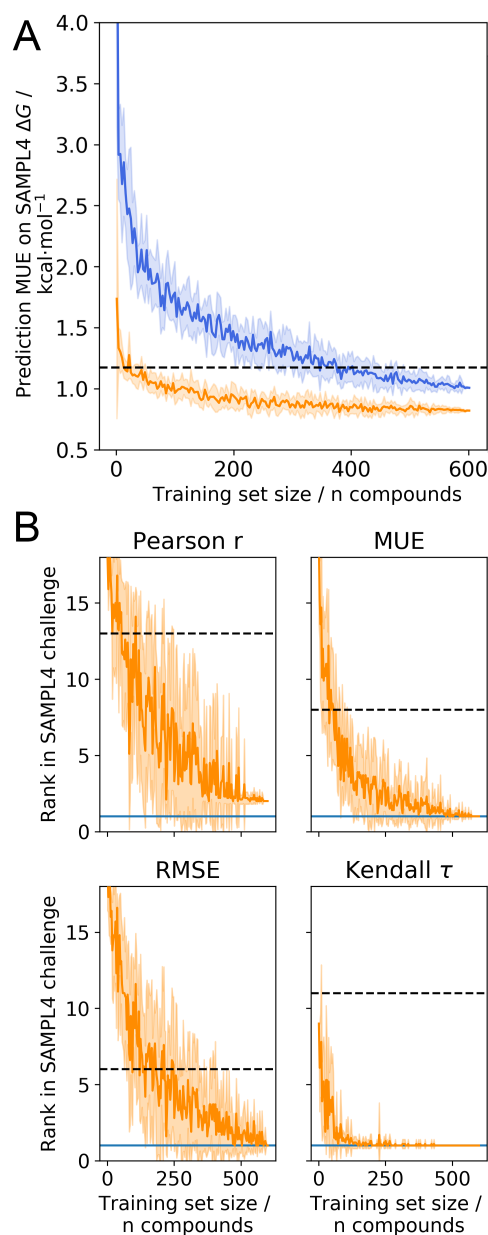 A
Prediction MUE on SAMPL4 ΔG /
kcal·mol⁻¹
4.0
3.5
3.0
2.5
2.0
1.5
1.0
0.5
0 200 400 600
Training set size / n compounds
B
Pearson r MUE
Rank in SAMPL4 challenge
15
10
5
0
RMSE Kendall τ
Rank in SAMPL4 challenge
15
10
5
0
0 250 500 0 250 500
Training set size / Training set size /
n compounds n compounds